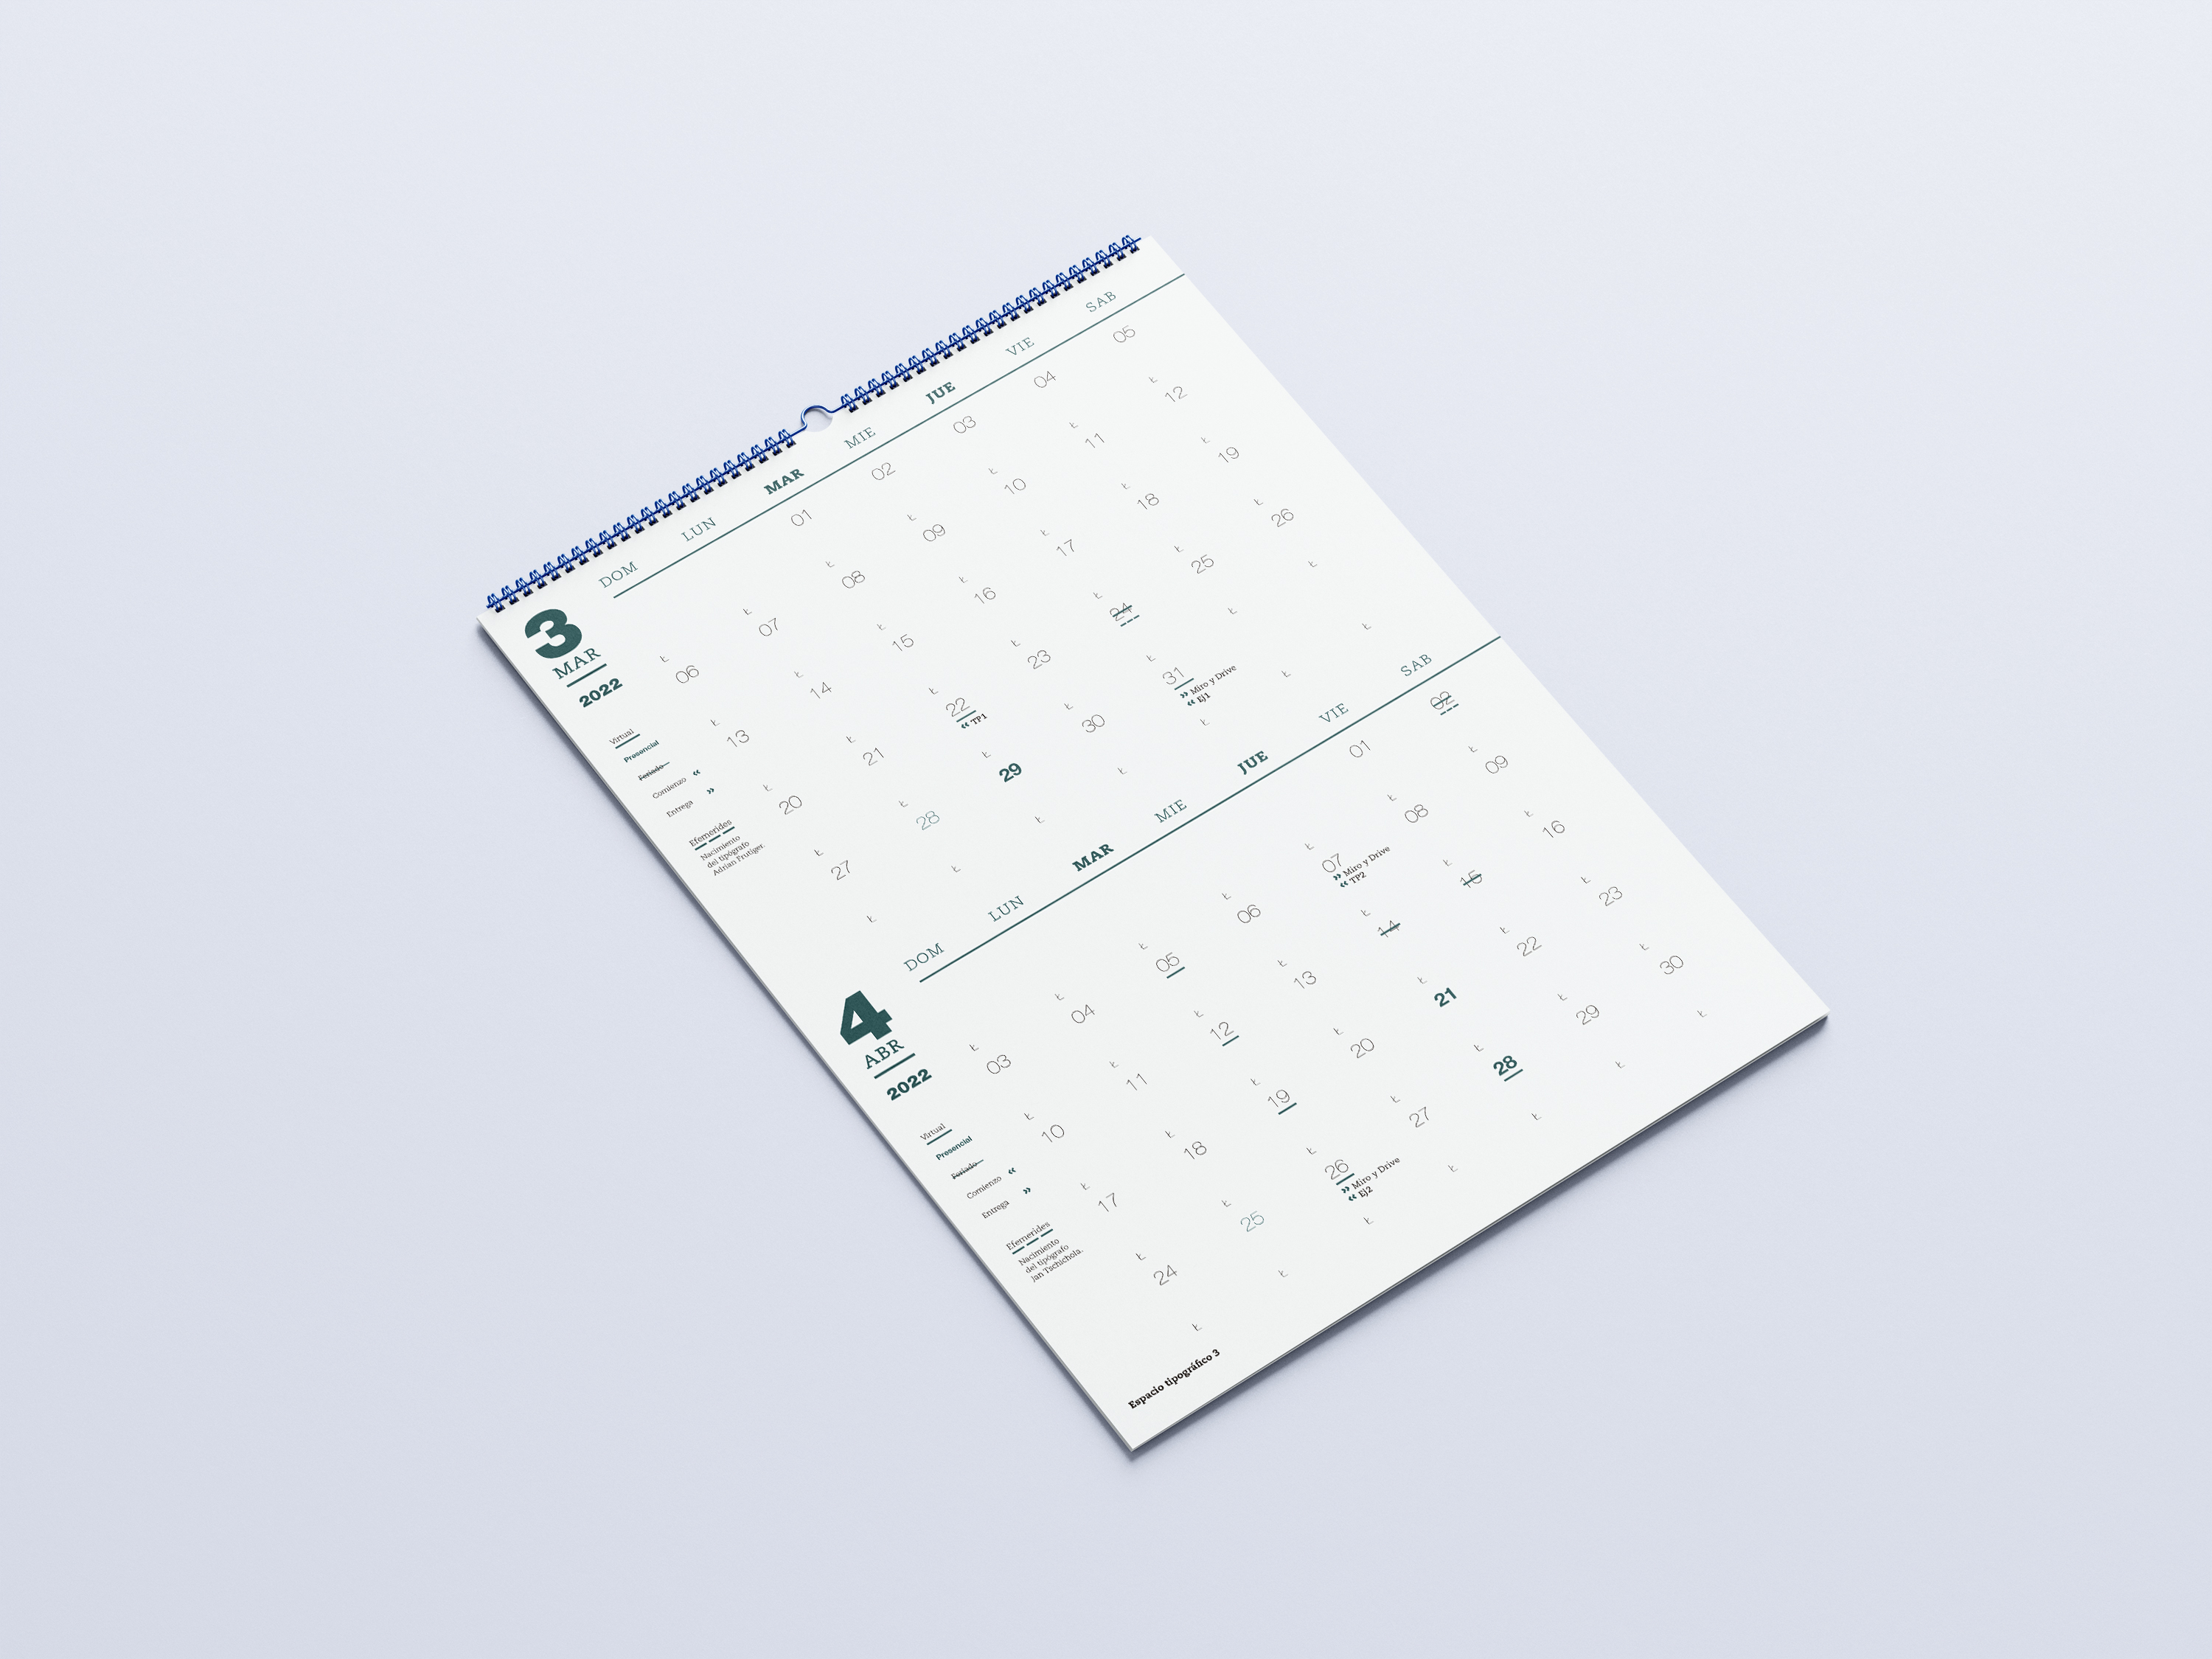 DOM LUN MAR MIE JUE VIE SAB
3
MAR
2022
01 02 03 04 05
06 07 08 09 10 11 12
13 14 15 16 17 18 19
20 21 22 23 24 25 26
« TP1
27 28 29 30 31
» Miro y Drive
« Ej1
Virtual
Presencial
Feriado
Comienzo «
Entrega »
Efemerides
Nacimiento
del tipógrafo
Adrian Frutiger.
DOM LUN MAR MIE JUE VIE SAB
4
ABR
2022
01 02
03 04 05 06 07 08 09
» Miro y Drive
« TP2
10 11 12 13 14 15 16
17 18 19 20 21 22 23
24 25 26 27 28 29 30
» Miro y Drive
« Ej2
Virtual
Presencial
Feriado
Comienzo «
Entrega »
Efemerides
Nacimiento
del tipógrafo
Jan Tschichola.
Espacio tipográfico 3